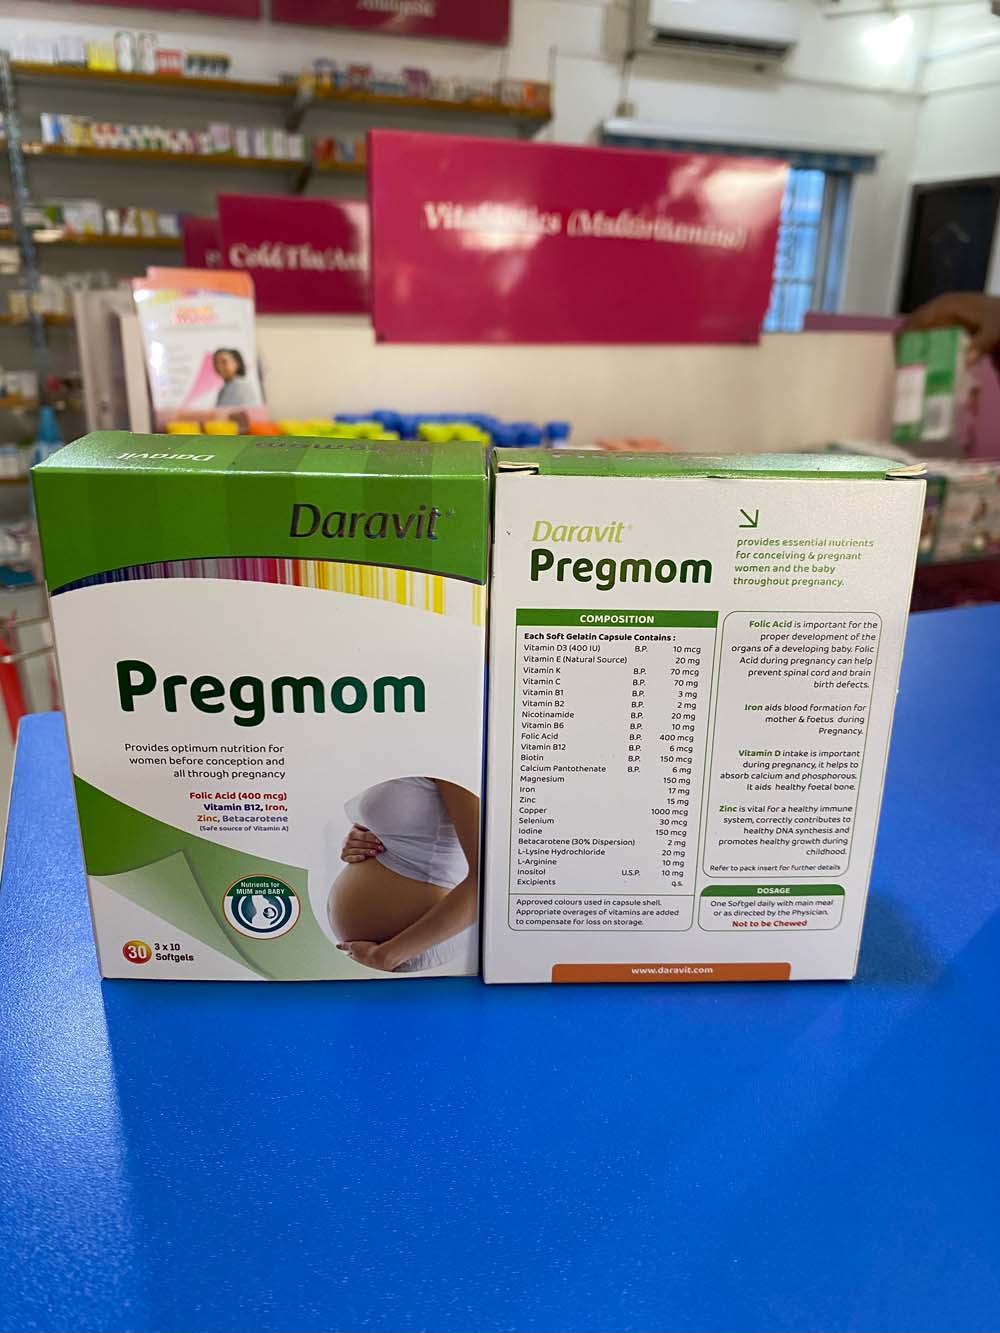 Analgesic
Vitabiotics (Multivitamins)
Cold/Flu/
Daravit
Daravit
Pregmom
Provides optimum nutrition for
women before conception and
all through pregnancy
Folic Acid (400 mcg)
Vitamin B12, Iron,
Zinc, Betacarotene
(Safe source of Vitamin A)
Nutrients for
MUM and BABY
30 3 x 10
Softgels
Daravit®
Pregmom
provides essential nutrients
for conceiving & pregnant
women and the baby
throughout pregnancy.
COMPOSITION
Each Soft Gelatin Capsule Contains :
Vitamin D3 (400 IU) B.P. 10 mcg
Vitamin E (Natural Source) 20 mg
Vitamin K B.P. 70 mcg
Vitamin C B.P. 70 mg
Vitamin B1 B.P. 3 mg
Vitamin B2 B.P. 2 mg
Nicotinamide B.P. 20 mg
Vitamin B6 B.P. 10 mg
Folic Acid B.P. 400 mcg
Vitamin B12 B.P. 6 mcg
Biotin B.P. 150 mcg
Calcium Pantothenate B.P. 6 mg
Magnesium 150 mg
Iron 17 mg
Zinc 15 mg
Copper 1000 mcg
Selenium 30 mcg
Iodine 150 mcg
Betacarotene (30% Dispersion) 2 mg
L-Lysine Hydrochloride 20 mg
L-Arginine 10 mg
Inositol U.S.P. 10 mg
Excipients q.s.
Approved colours used in capsule shell.
Appropriate overages of vitamins are added
to compensate for loss on storage.
Folic Acid is important for the
proper development of the
organs of a developing baby. Folic
Acid during pregnancy can help
prevent spinal cord and brain
birth defects.
Iron aids blood formation for
mother & foetus during
Pregnancy.
Vitamin D intake is important
during pregnancy, it helps to
absorb calcium and phosphorous.
It aids healthy foetal bone.
Zinc is vital for a healthy immune
system, correctly contributes to
healthy DNA synthesis and
promotes healthy growth during
childhood.
Refer to pack insert for further details
DOSAGE
One Softgel daily with main meal
or as directed by the Physician.
Not to be Chewed
www.daravit.com